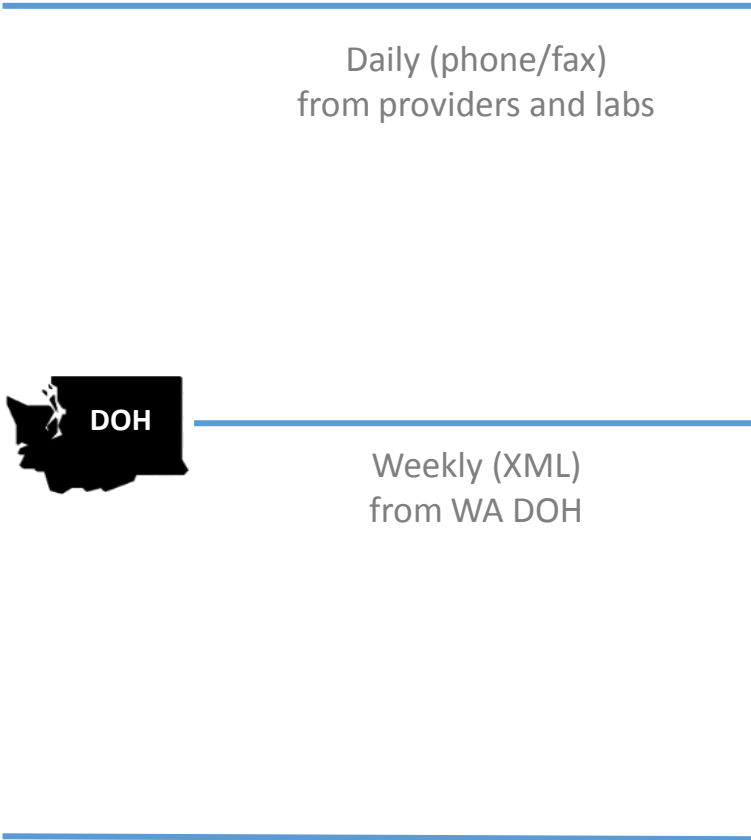 Daily (phone/fax)
from providers and labs
DOH
Weekly (XML)
from WA DOH